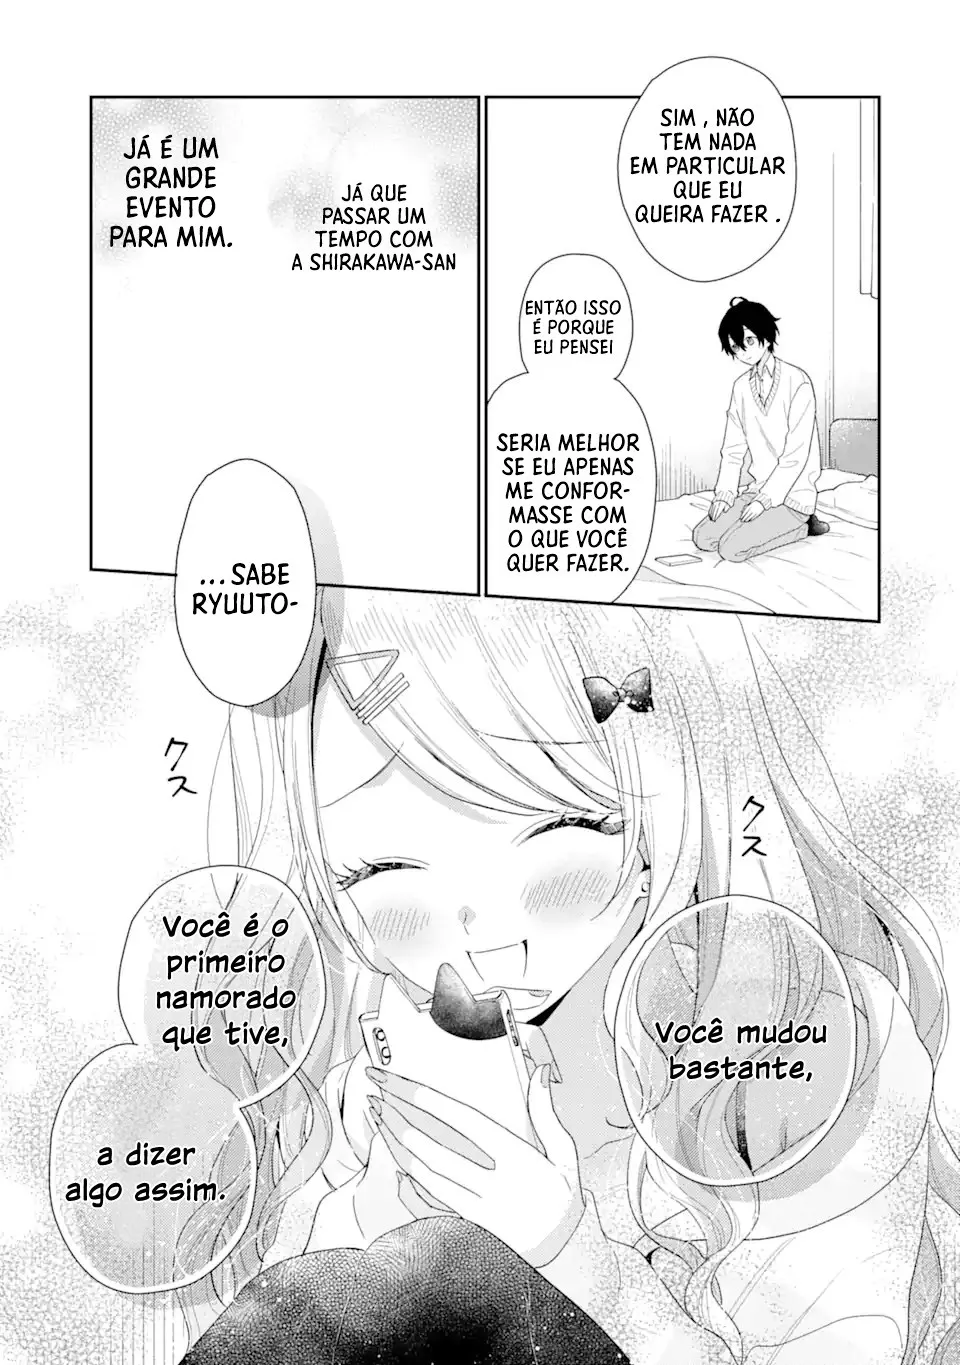 SIM , NÃO
TEM NADA
EM PARTICULAR
QUE EU
QUEIRA FAZER .
ENTÃO ISSO
É PORQUE
EU PENSEI
SERIA MELHOR
SE EU APENAS
ME CONFOR-
MASSE COM
O QUE VOCÊ
QUER FAZER.
JÁ QUE
PASSAR UM
TEMPO COM
A SHIRAKAWA-SAN
JÁ É UM
GRANDE
EVENTO
PARA MIM.
...SABE
RYUUTO-
クス
クス
Você mudou
bastante,
Você é o
primeiro
namorado
que tive,
a dizer
algo assim.